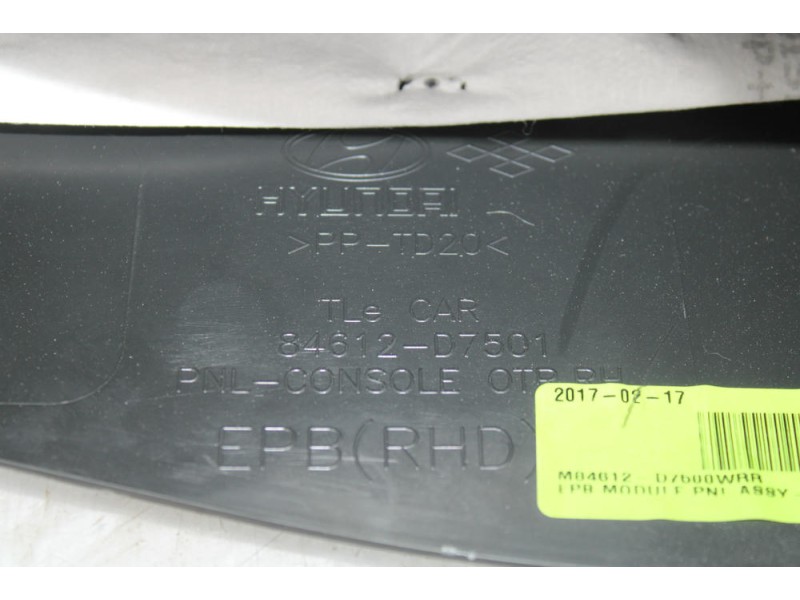 HYUNDAI
>PP-TD20<
TLe CAR
84612-D7501
PNL-CONSOLE OTR RH
EPB(RHD)
2017-02-17
M84612 D7500WRR
EPB MODULE PNL ASSY